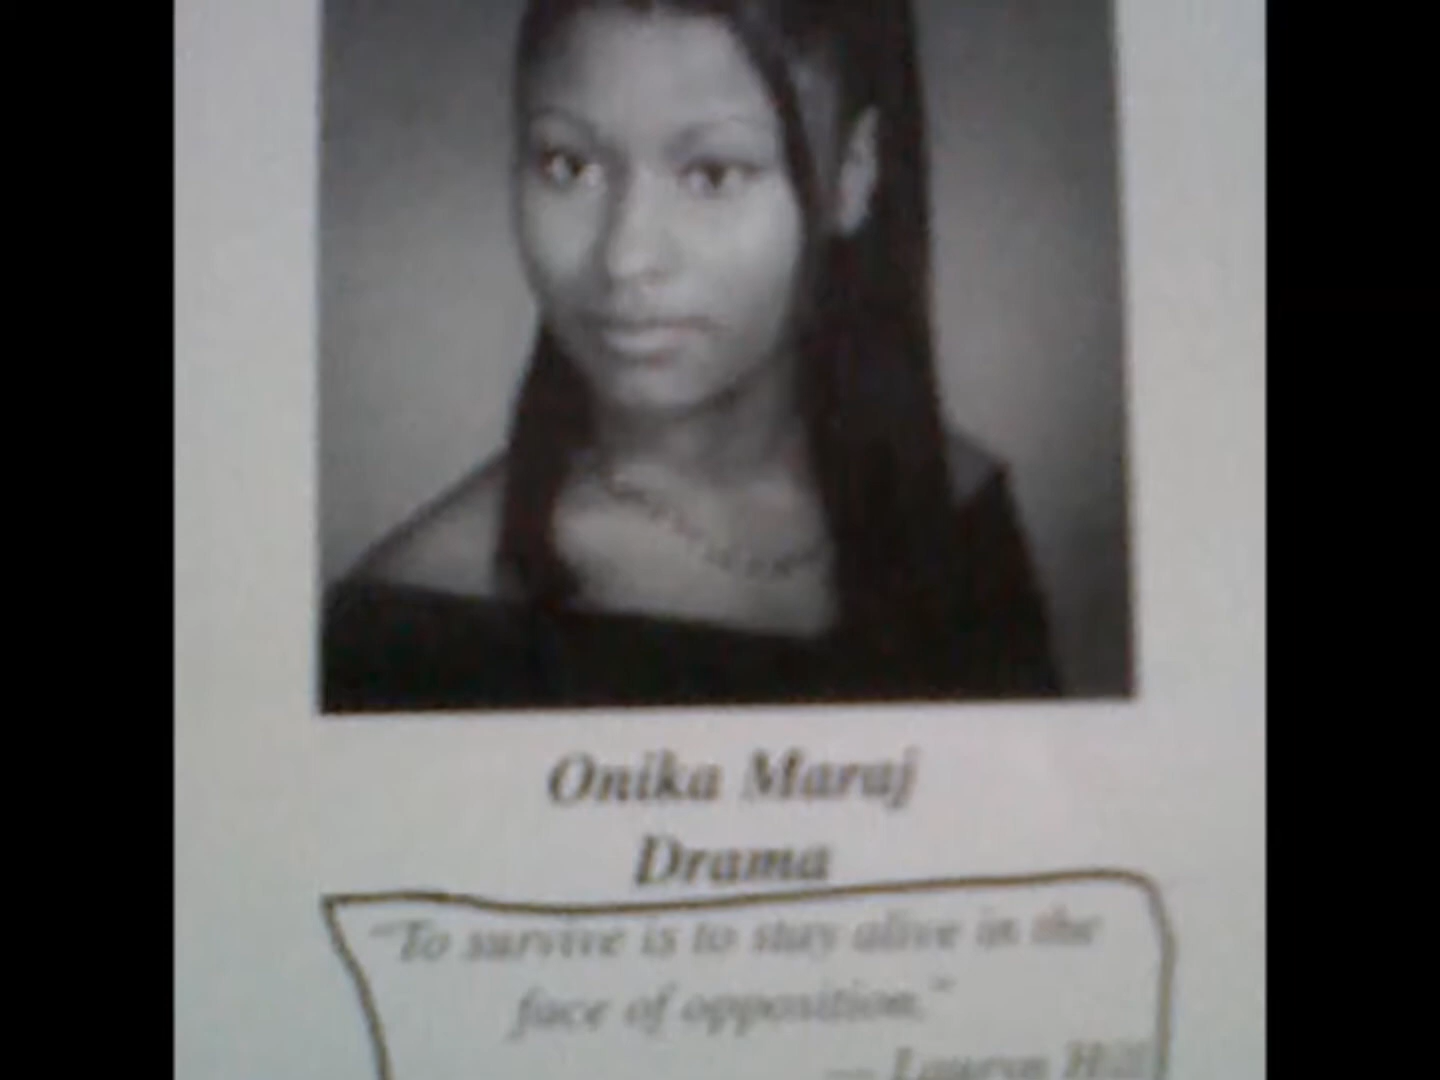 Onika Maraj
Drama
"To survive is to stay alive in the
face of opposition."
— Lauryn Hill